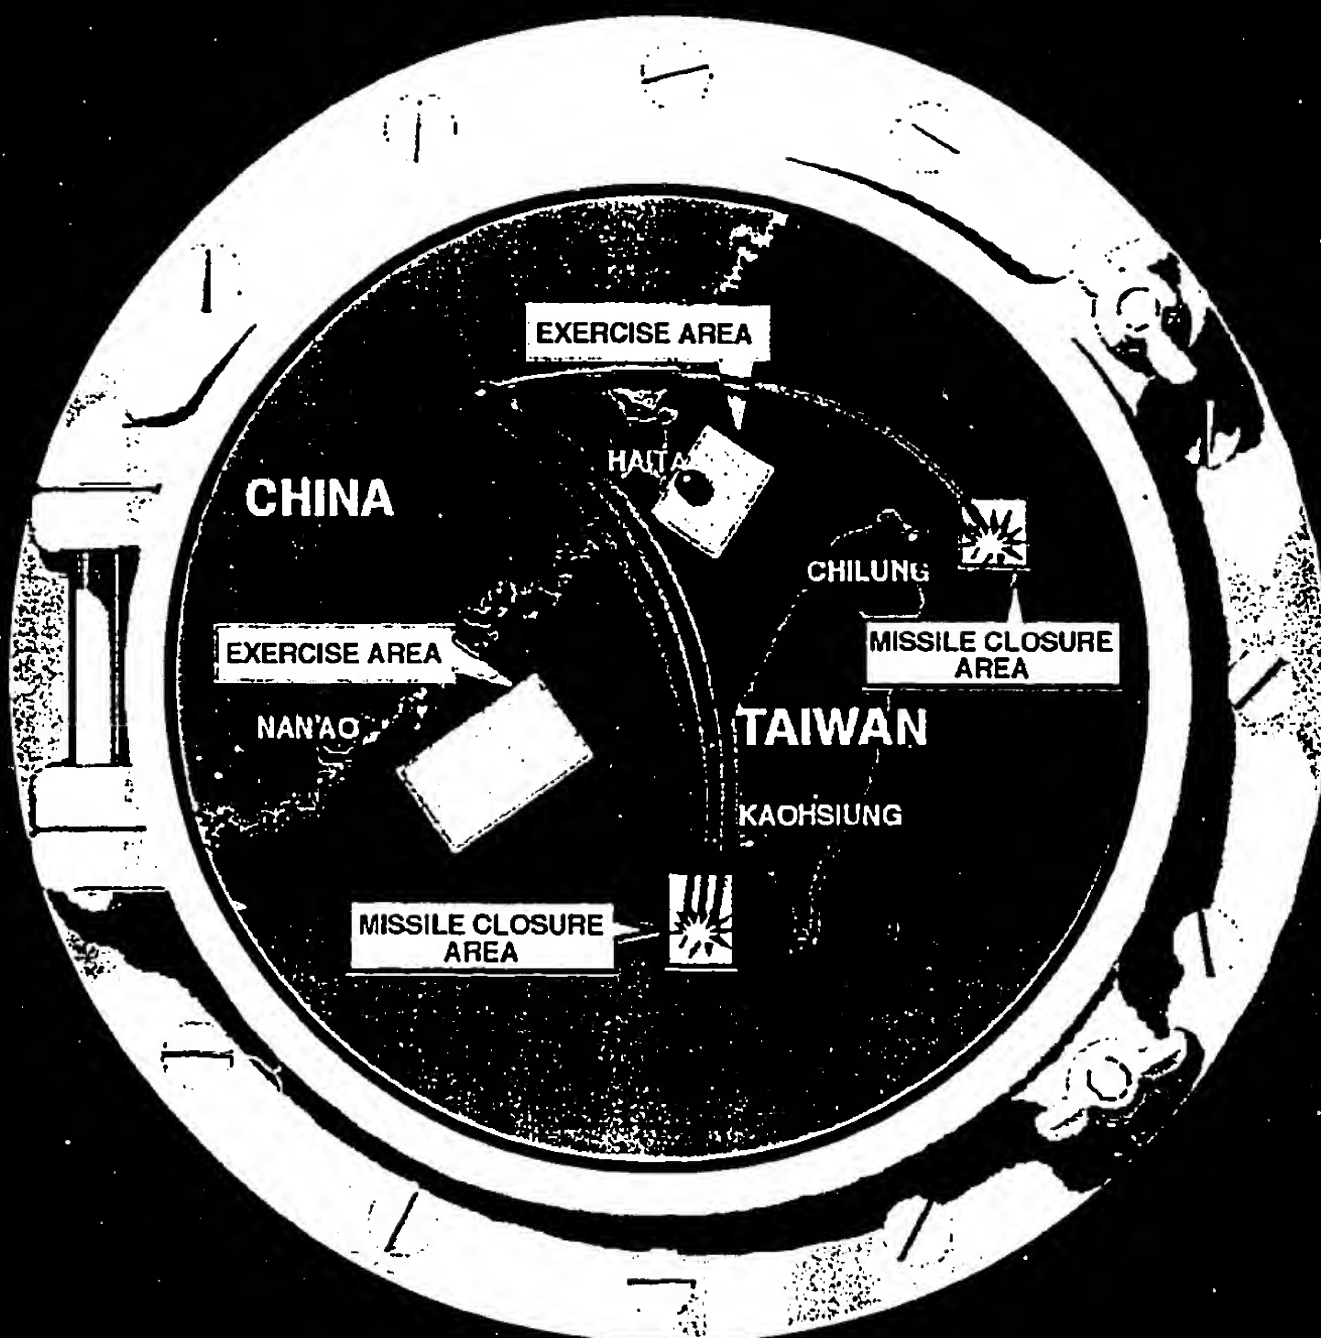 EXERCISE AREA
HAITA
CHINA
CHILUNG
EXERCISE AREA
MISSILE CLOSURE
AREA
NAN'AO
TAIWAN
KAOHSIUNG
MISSILE CLOSURE
AREA